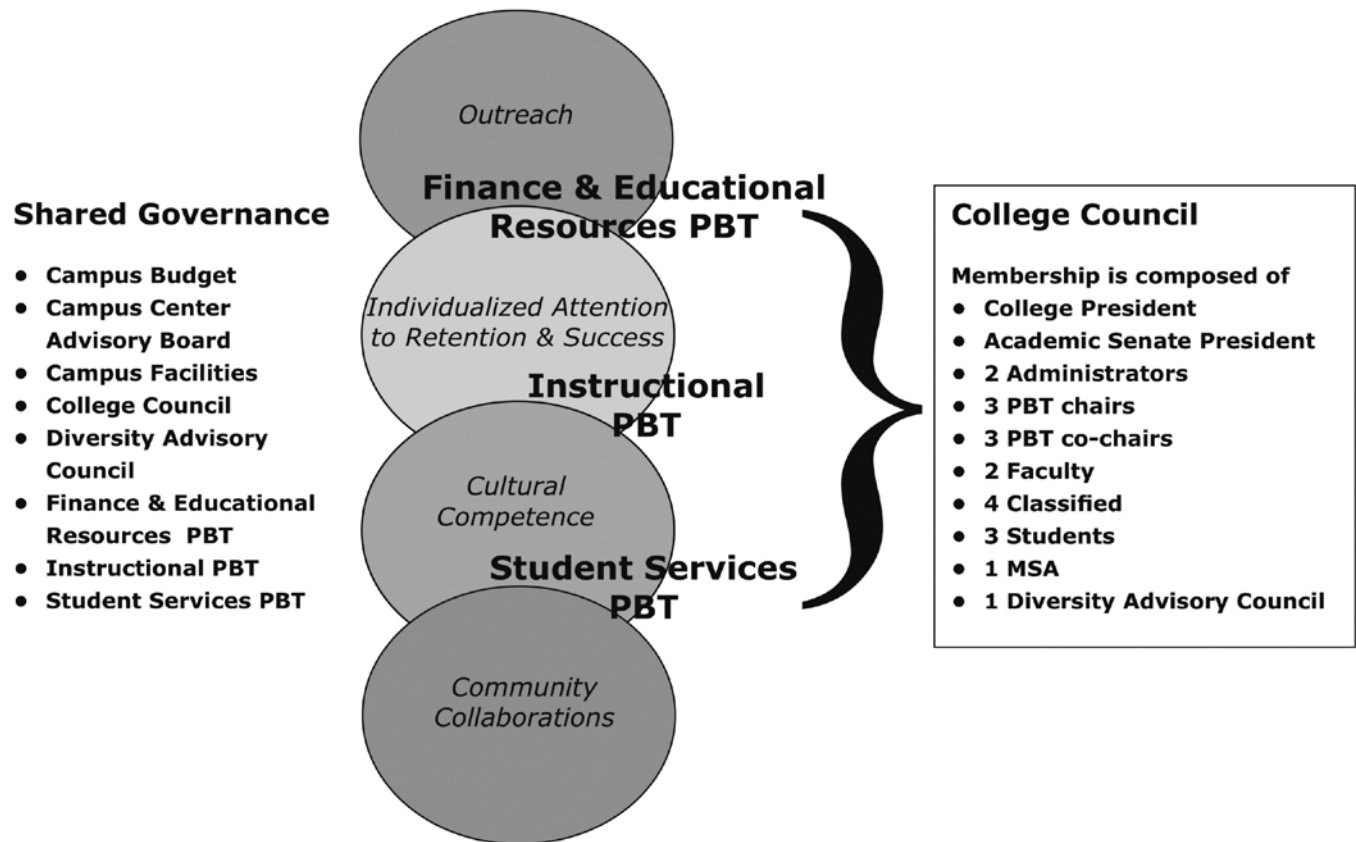 Shared Governance
● Campus Budget
● Campus Center
Advisory Board
● Campus Facilities
● College Council
● Diversity Advisory
Council
● Finance & Educational
Resources PBT
● Instructional PBT
● Student Services PBT
Outreach
Finance & Educational
Resources PBT
Individualized Attention
to Retention & Success
Instructional
PBT
Cultural
Competence
Student Services
PBT
Community
Collaborations
College Council
Membership is composed of
● College President
● Academic Senate President
● 2 Administrators
● 3 PBT chairs
● 3 PBT co-chairs
● 2 Faculty
● 4 Classified
● 3 Students
● 1 MSA
● 1 Diversity Advisory Council